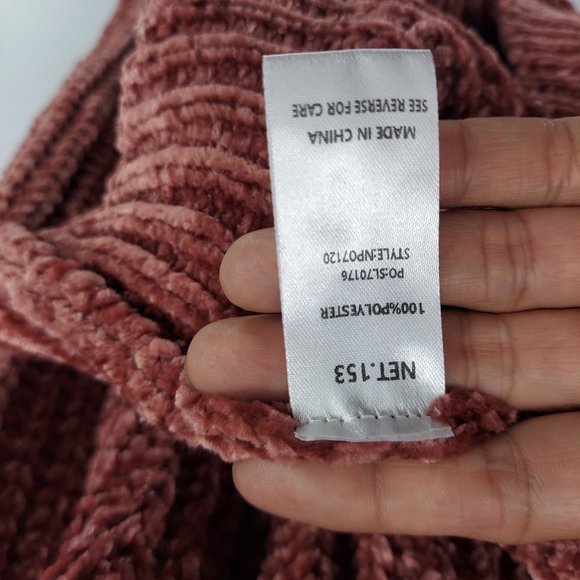 NET.153
100%POLYESTER
PO:SL70176
STYLE:NP07120
MADE IN CHINA
SEE REVERSE FOR CARE